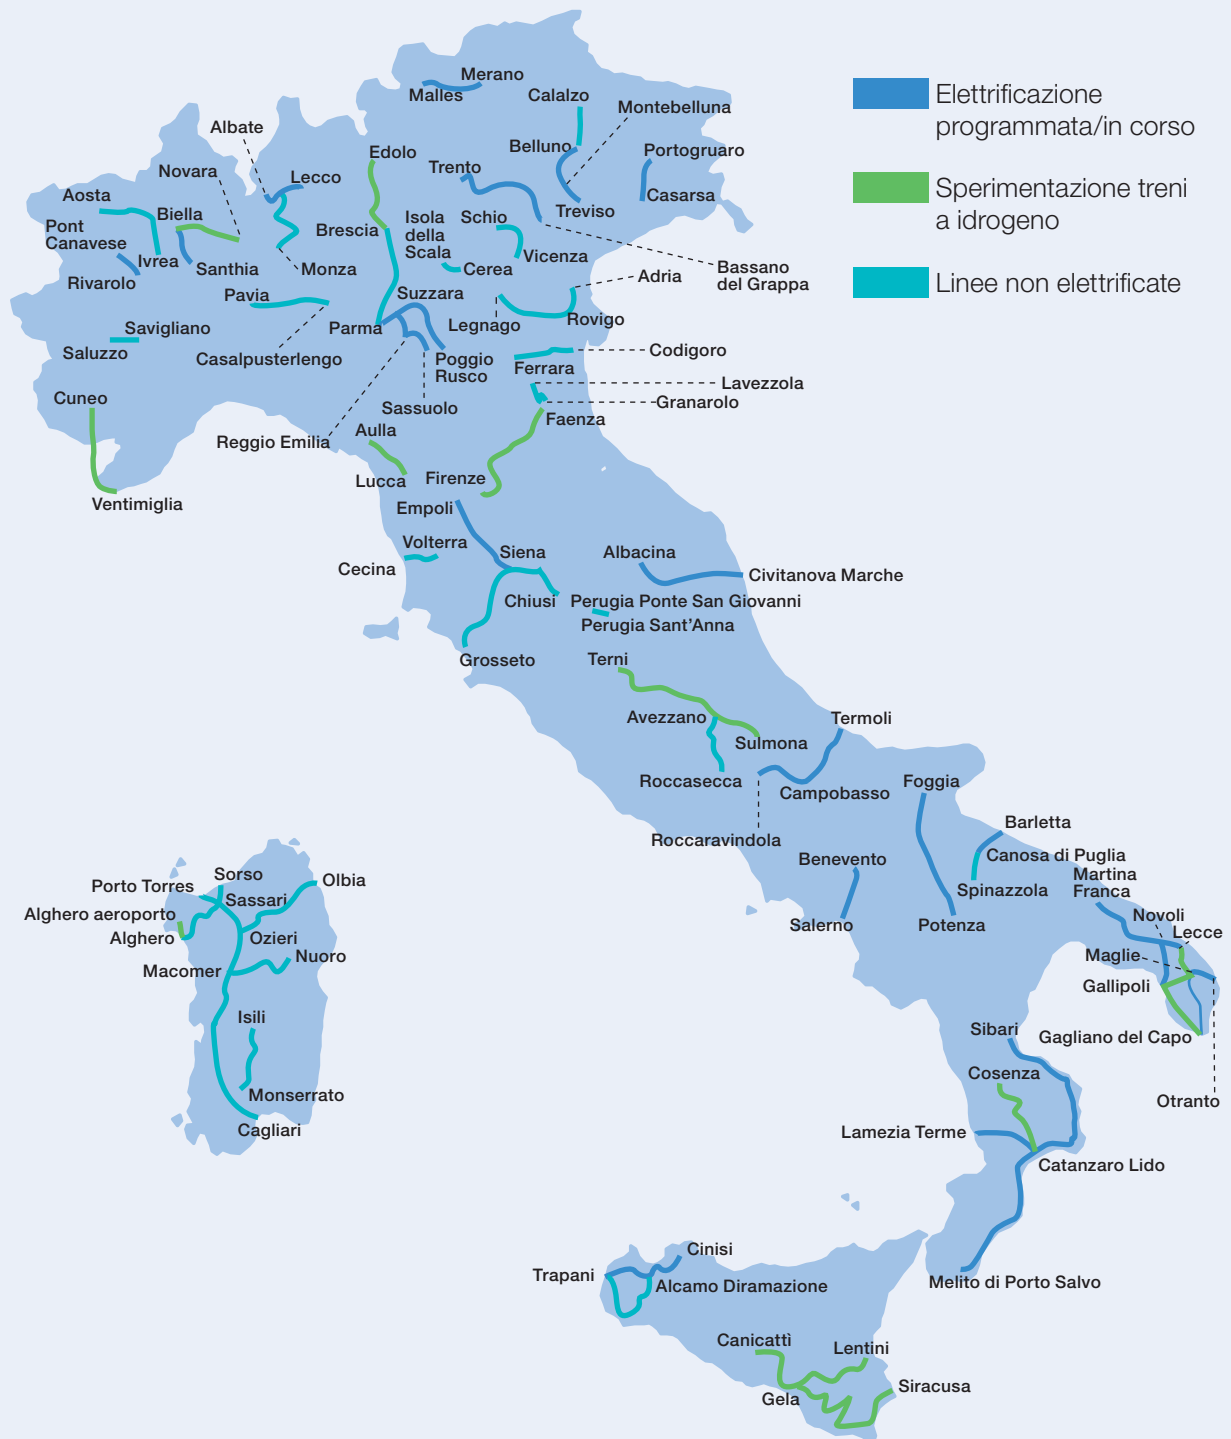 Elettrificazione
programmata/in corso
Sperimentazione treni
a idrogeno
Linee non elettrificate
Merano
Malles
Calalzo
Montebelluna
Albate
Belluno
Portogruaro
Edolo
Trento
Novara
Lecco
Casarsa
Aosta
Biella
Treviso
Isola
della
Scala
Schio
Pont
Canavese
Brescia
Vicenza
Ivrea
Santhia
Monza
Cerea
Bassano
del Grappa
Rivarolo
Adria
Pavia
Suzzara
Savigliano
Parma
Legnago
Rovigo
Saluzzo
Casalpusterlengo
Poggio
Rusco
Codigoro
Ferrara
Lavezzola
Cuneo
Sassuolo
Granarolo
Faenza
Reggio Emilia
Aulla
Lucca
Firenze
Ventimiglia
Empoli
Volterra
Siena
Albacina
Cecina
Civitanova Marche
Chiusi
Perugia Ponte San Giovanni
Perugia Sant'Anna
Grosseto
Terni
Avezzano
Termoli
Sulmona
Roccasecca
Campobasso
Foggia
Roccaravindola
Barletta
Benevento
Canosa di Puglia
Spinazzola
Martina
Franca
Sorso
Porto Torres
Olbia
Sassari
Alghero aeroporto
Alghero
Ozieri
Salerno
Potenza
Novoli
Lecce
Nuoro
Macomer
Maglie
Gallipoli
Isili
Sibari
Gagliano del Capo
Cosenza
Monserrato
Otranto
Cagliari
Lamezia Terme
Catanzaro Lido
Cinisi
Trapani
Alcamo Diramazione
Melito di Porto Salvo
Canicattì
Lentini
Gela
Siracusa